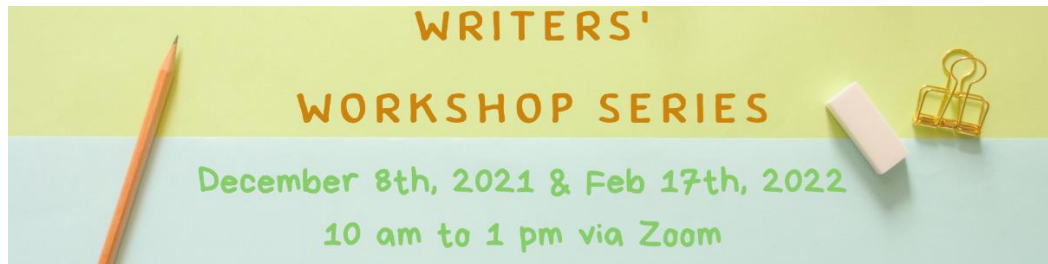 WRITERS'
WORKSHOP SERIES
December 8th, 2021 & Feb 17th, 2022
10 am to 1 pm via Zoom